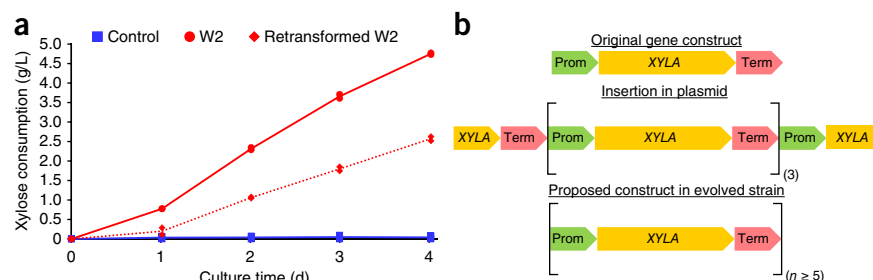 a
Control W2 Retransformed W2
Xylose consumption (g/L)
5.0
4.5
4.0
3.5
3.0
2.5
2.0
1.5
1.0
0.5
0
0 1 2 3 4
Culture time (d)
b
Original gene construct
Prom XYLA Term
Insertion in plasmid
XYLA Term Prom XYLA Term Prom XYLA
(3)
Proposed construct in evolved strain
Prom XYLA Term
(n ≥ 5)